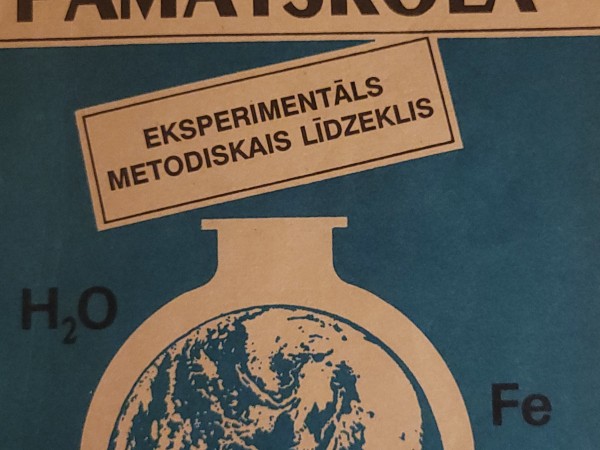 PAMATSKOLA
EKSPERIMENTĀLS
METODISKAIS LĪDZEKLIS
H₂O
Fe